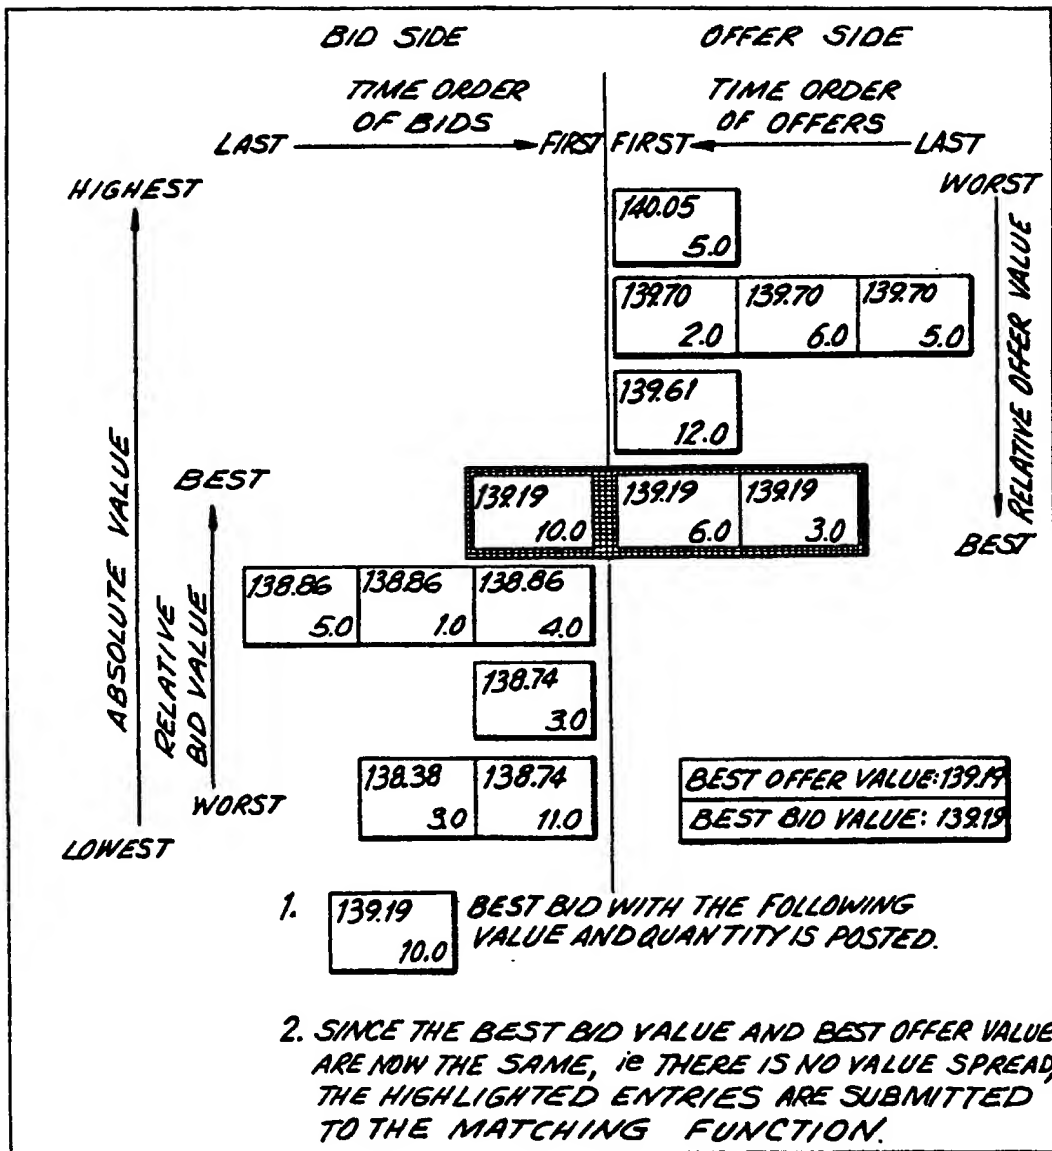 BID SIDE
OFFER SIDE
TIME ORDER
OF BIDS
TIME ORDER
OF OFFERS
LAST
FIRST
FIRST
LAST
HIGHEST
WORST
140.05
5.0
139.70
139.70
139.70
2.0
6.0
5.0
RELATIVE OFFER VALUE
139.61
12.0
ABSOLUTE VALUE
BEST
139.19
139.19
139.19
10.0
6.0
3.0
BEST
RELATIVE
BID VALUE
138.86
138.86
138.86
5.0
1.0
4.0
138.74
3.0
WORST
138.38
138.74
3.0
11.0
BEST OFFER VALUE: 139.19
BEST BID VALUE: 139.19
LOWEST
1. 139.19 BEST BID WITH THE FOLLOWING
10.0 VALUE AND QUANTITY IS POSTED.
2. SINCE THE BEST BID VALUE AND BEST OFFER VALUE
ARE NOW THE SAME, ie THERE IS NO VALUE SPREAD,
THE HIGHLIGHTED ENTRIES ARE SUBMITTED
TO THE MATCHING FUNCTION.